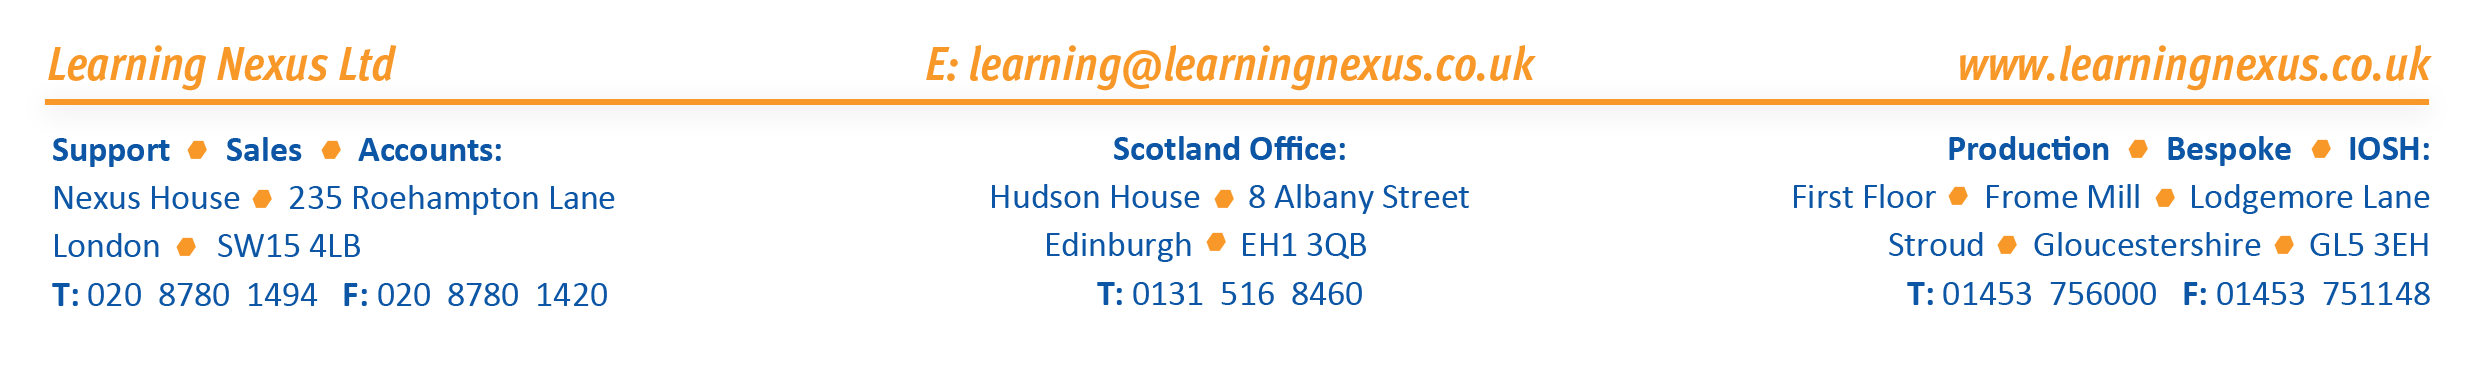 Learning Nexus Ltd
E: learning@learningnexus.co.uk
www.learningnexus.co.uk
Support • Sales • Accounts:
Nexus House • 235 Roehampton Lane
London • SW15 4LB
T: 020 8780 1494 F: 020 8780 1420
Scotland Office:
Hudson House • 8 Albany Street
Edinburgh • EH1 3QB
T: 0131 516 8460
Production • Bespoke • IOSH:
First Floor • Frome Mill • Lodgemore Lane
Stroud • Gloucestershire • GL5 3EH
T: 01453 756000 F: 01453 751148